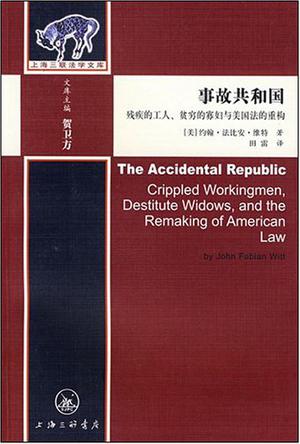 上海三联法学文库
文库主编
贺卫方
事故共和国
残疾的工人、贫穷的寡妇与美国法的重构
[美]约翰·法比安·维特 著
田雷 译
The Accidental Republic
Crippled Workingmen,
Destitute Widows, and the
Remaking of American
Law
by John Fabian Witt
上海三联书店